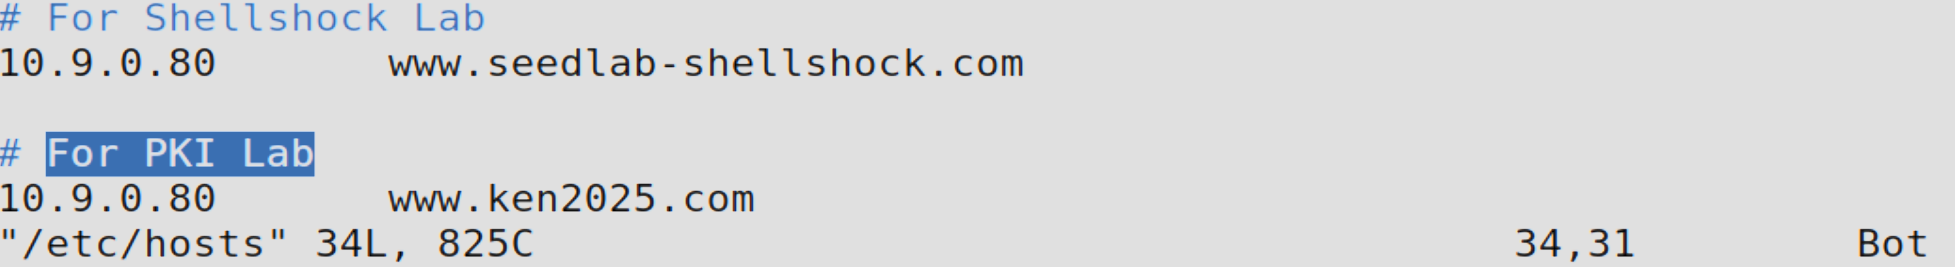 # For Shellshock Lab
10.9.0.80       www.seedlab-shellshock.com
# For PKI Lab
10.9.0.80       www.ken2025.com
"/etc/hosts" 34L, 825C                                        34,31         Bot